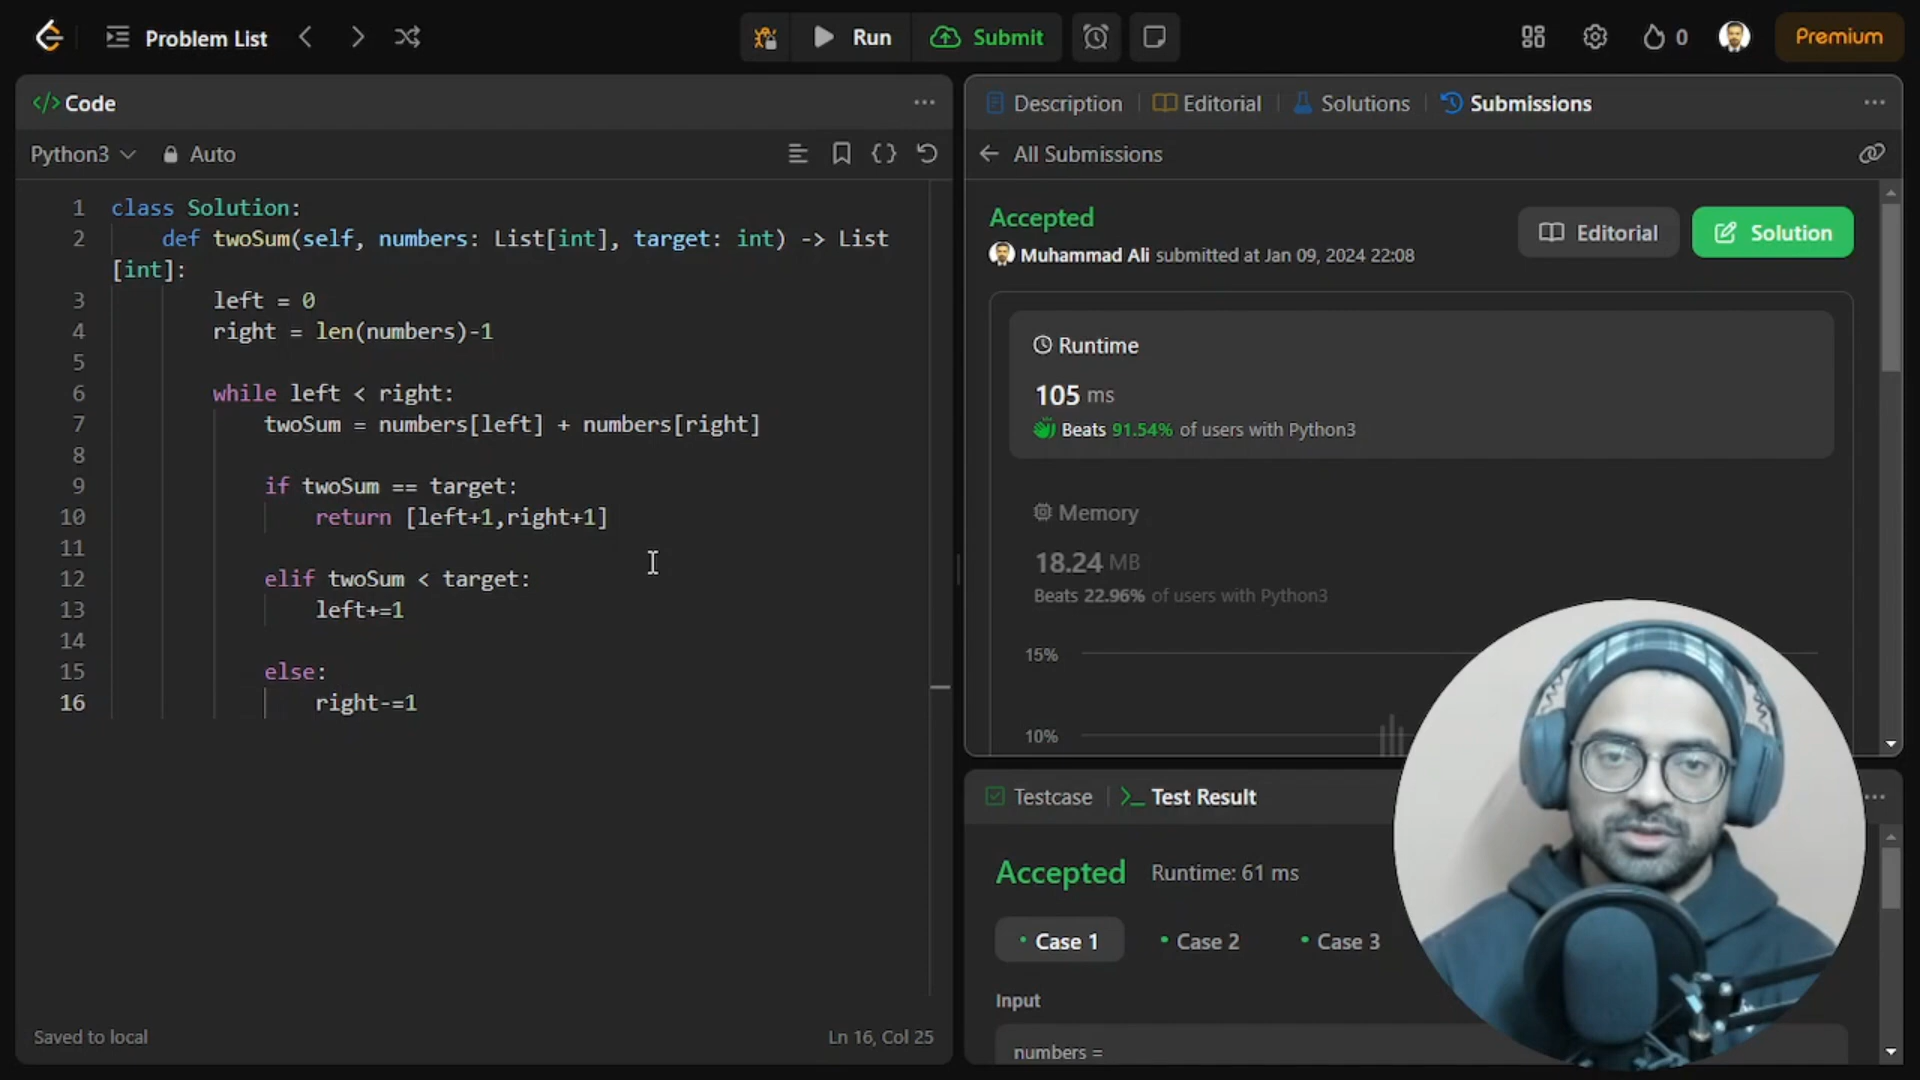 Problem List
Run
Submit
0
Premium
</> Code
Python3
Auto
1 class Solution:
2 def twoSum(self, numbers: List[int], target: int) -> List
[int]:
3 left = 0
4 right = len(numbers)-1
5
6 while left < right:
7 twoSum = numbers[left] + numbers[right]
8
9 if twoSum == target:
10 return [left+1,right+1]
11
12 elif twoSum < target:
13 left+=1
14
15 else:
16 right-=1
Saved to local
Ln 16, Col 25
Description
Editorial
Solutions
Submissions
All Submissions
Accepted
Muhammad Ali submitted at Jan 09, 2024 22:08
Editorial
Solution
Runtime
105 ms
Beats 91.54% of users with Python3
Memory
18.24 MB
Beats 22.96% of users with Python3
15%
10%
Testcase
Test Result
Accepted Runtime: 61 ms
Case 1
Case 2
Case 3
Input
numbers =